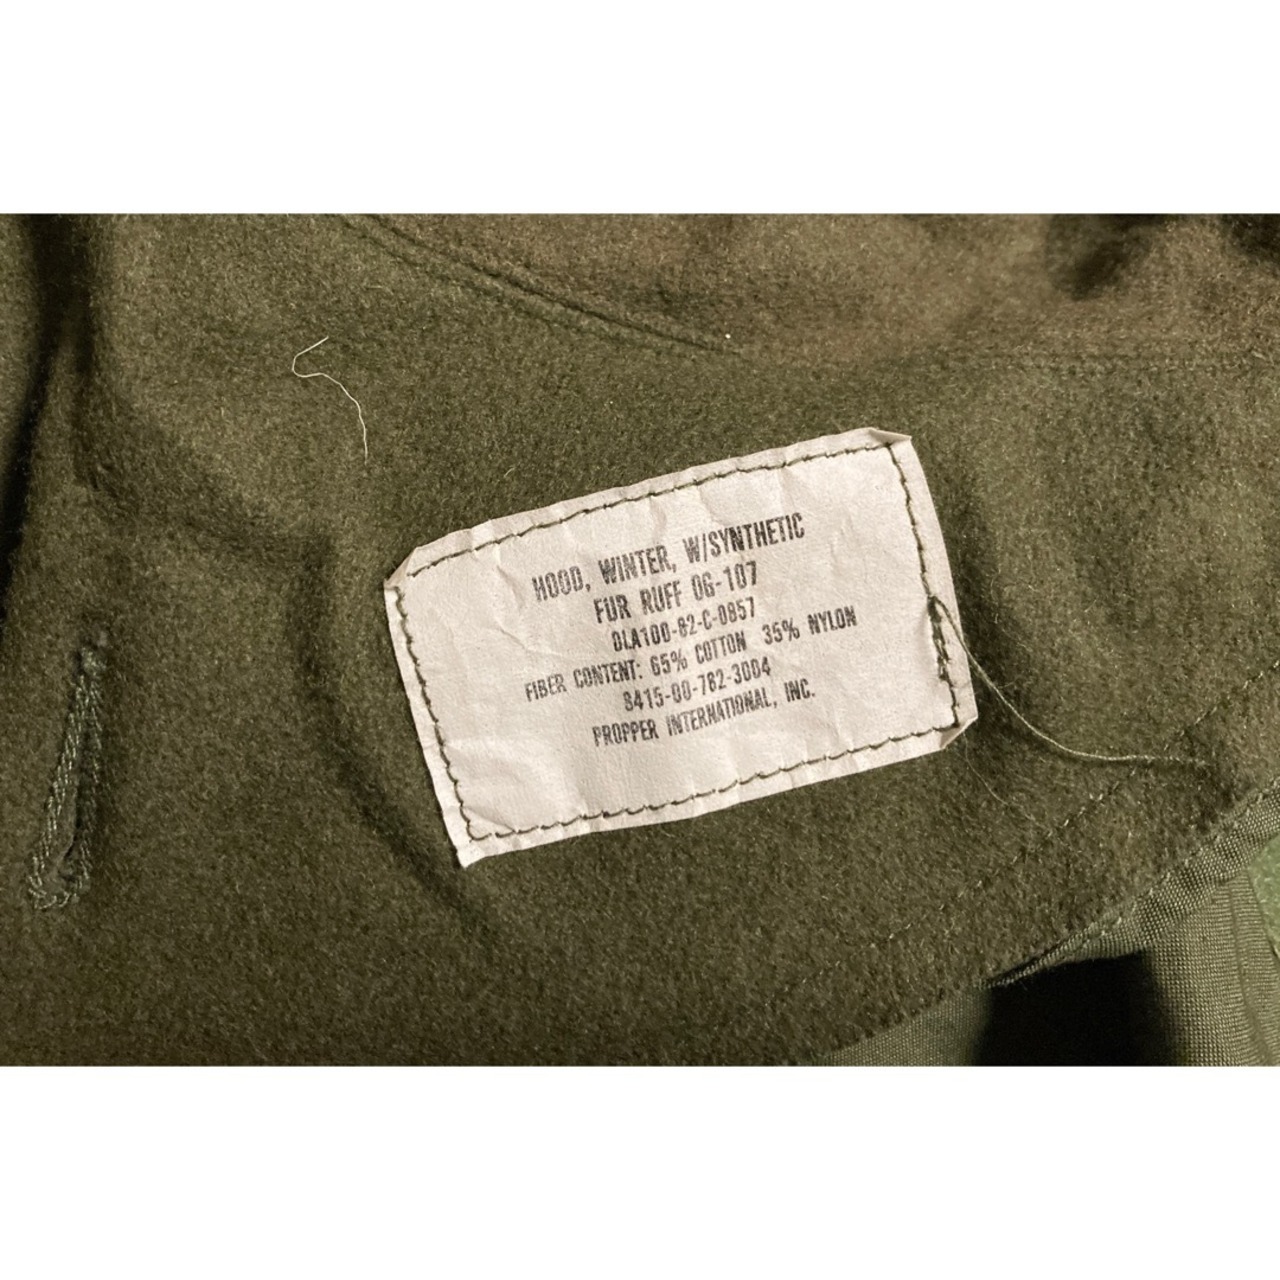 HOOD, WINTER, W/SYNTHETIC
FUR RUFF OG-107
DLA100-82-C-0857
FIBER CONTENT: 65% COTTON 35% NYLON
8415-00-782-3004
PROPPER INTERNATIONAL, INC.